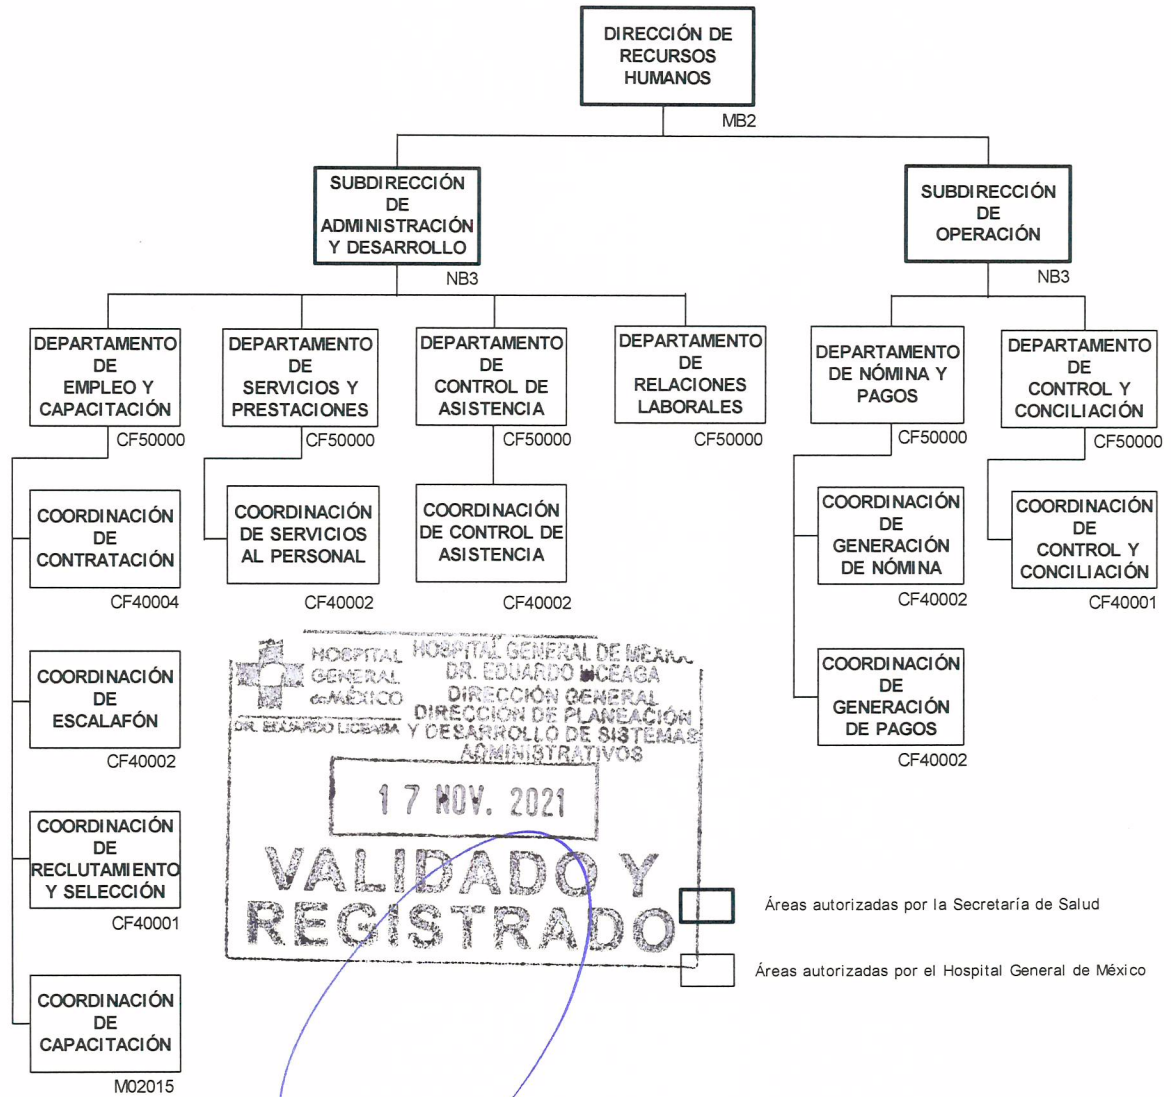 DIRECCIÓN DE
RECURSOS
HUMANOS
MB2
SUBDIRECCIÓN
DE
ADMINISTRACIÓN
Y DESARROLLO
NB3
SUBDIRECCIÓN
DE
OPERACIÓN
NB3
DEPARTAMENTO
DE
EMPLEO Y
CAPACITACIÓN
CF50000
DEPARTAMENTO
DE
SERVICIOS Y
PRESTACIONES
CF50000
DEPARTAMENTO
DE
CONTROL DE
ASISTENCIA
CF50000
DEPARTAMENTO
DE
RELACIONES
LABORALES
CF50000
DEPARTAMENTO
DE NÓMINA Y
PAGOS
CF50000
DEPARTAMENTO
DE
CONTROL Y
CONCILIACIÓN
CF50000
COORDINACIÓN
DE
CONTRATACIÓN
CF40004
COORDINACIÓN
DE SERVICIOS
AL PERSONAL
CF40002
COORDINACIÓN
DE CONTROL DE
ASISTENCIA
CF40002
COORDINACIÓN
DE
GENERACIÓN
DE NÓMINA
CF40002
COORDINACIÓN
DE
CONTROL Y
CONCILIACIÓN
CF40001
COORDINACIÓN
DE
ESCALAFÓN
CF40002
COORDINACIÓN
DE
GENERACIÓN
DE PAGOS
CF40002
COORDINACIÓN
DE
RECLUTAMIENTO
Y SELECCIÓN
CF40001
COORDINACIÓN
DE
CAPACITACIÓN
M02015
HOSPITAL
GENERAL
de MÉXICO
DR. EDUARDO LICEAGA
HOSPITAL GENERAL DE MÉXICO
DR. EDUARDO LICEAGA
DIRECCIÓN GENERAL
DIRECCIÓN DE PLANEACIÓN
Y DESARROLLO DE SISTEMAS
ADMINISTRATIVOS
17 NOV. 2021
VALIDADO Y
REGISTRADO
Áreas autorizadas por la Secretaría de Salud
Áreas autorizadas por el Hospital General de México